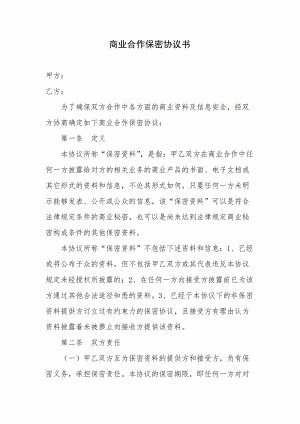 商业合作保密协议书
甲方：
乙方：
为了确保双方合作中各方面的商业资料及信息安全，经双
方协商确定如下商业合作保密协议：
第一条　定义
本协议所称“保密资料”，是指：甲乙双方在商业合作中任
何一方披露给对方的相关业务的商业产品的书面、电子文档或
其它形式的资料和信息，不论其形式如何，只要任何一方未明
示能够发表、公开或公众的信息。该“保密资料”可以是符合
法律规定条件的商业秘密，也可以是尚未达到法律规定商业秘
密构成条件的其他保密资料。
本协议所称“保密资料”不包括下述资料和信息：1、已经
或将公布于众的资料，但不包括甲乙双方或其代表违反本协议
规定未经授权所披露的；2、在任何一方向接受方披露前已为该
方通过其他合法途径知悉的资料。3、已经于本协议下的非保密
资料提供方订立过有约束力的保密协议，且接受方有理由认为
资料披露着未被禁止向接收方提供该资料。
第二条　双方责任
（一）甲乙双方互为保密资料的提供方和接受方，负有保
密义务，承担保密责任。本协议的保密期限，即任何一方对对